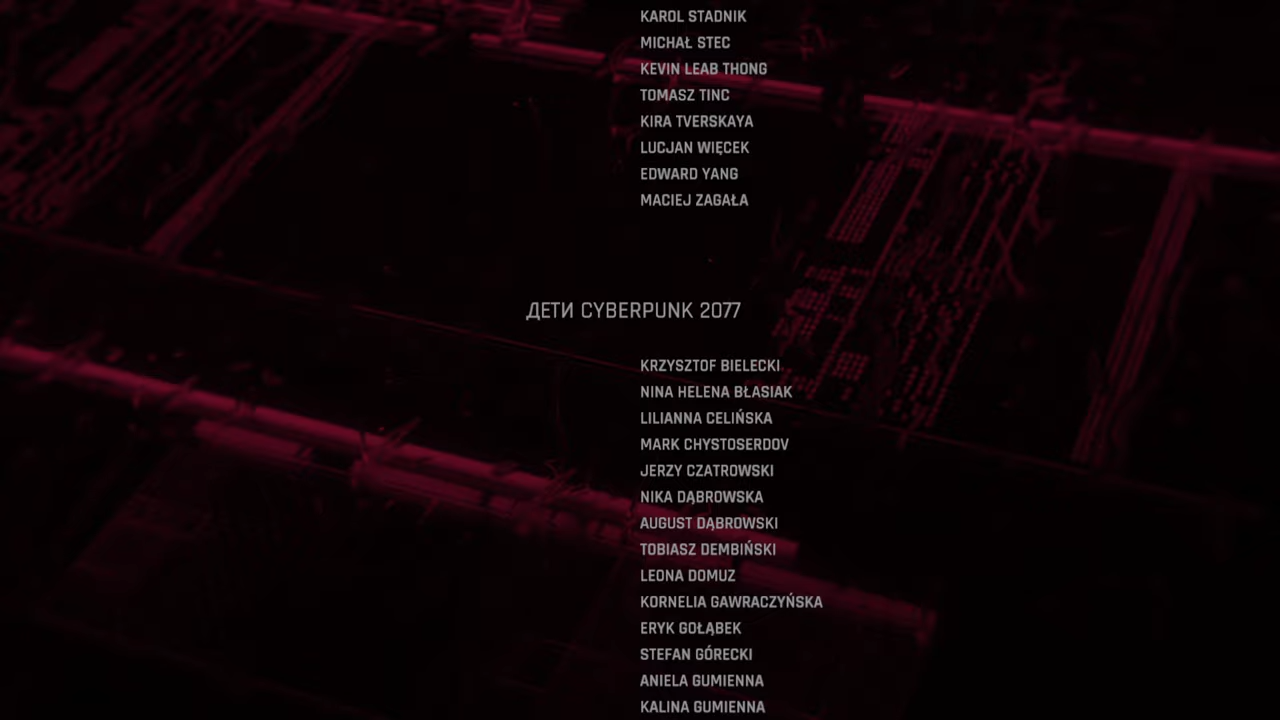 KAROL STADNIK
MICHAŁ STEC
KEVIN LEAB THONG
TOMASZ TINC
KIRA TVERSKAYA
LUCJAN WIĘCEK
EDWARD YANG
MACIEJ ZAGAŁA
ДЕТИ CYBERPUNK 2077
KRZYSZTOF BIELECKI
NINA HELENA BŁASIAK
LILIANNA CELIŃSKA
MARK CHYSTOSERDOV
JERZY CZATROWSKI
NIKA DĄBROWSKA
AUGUST DĄBROWSKI
TOBIASZ DEMBIŃSKI
LEONA DOMUZ
KORNELIA GAWRACZYŃSKA
ERYK GOŁĄBEK
STEFAN GÓRECKI
ANIELA GUMIENNA
KALINA GUMIENNA